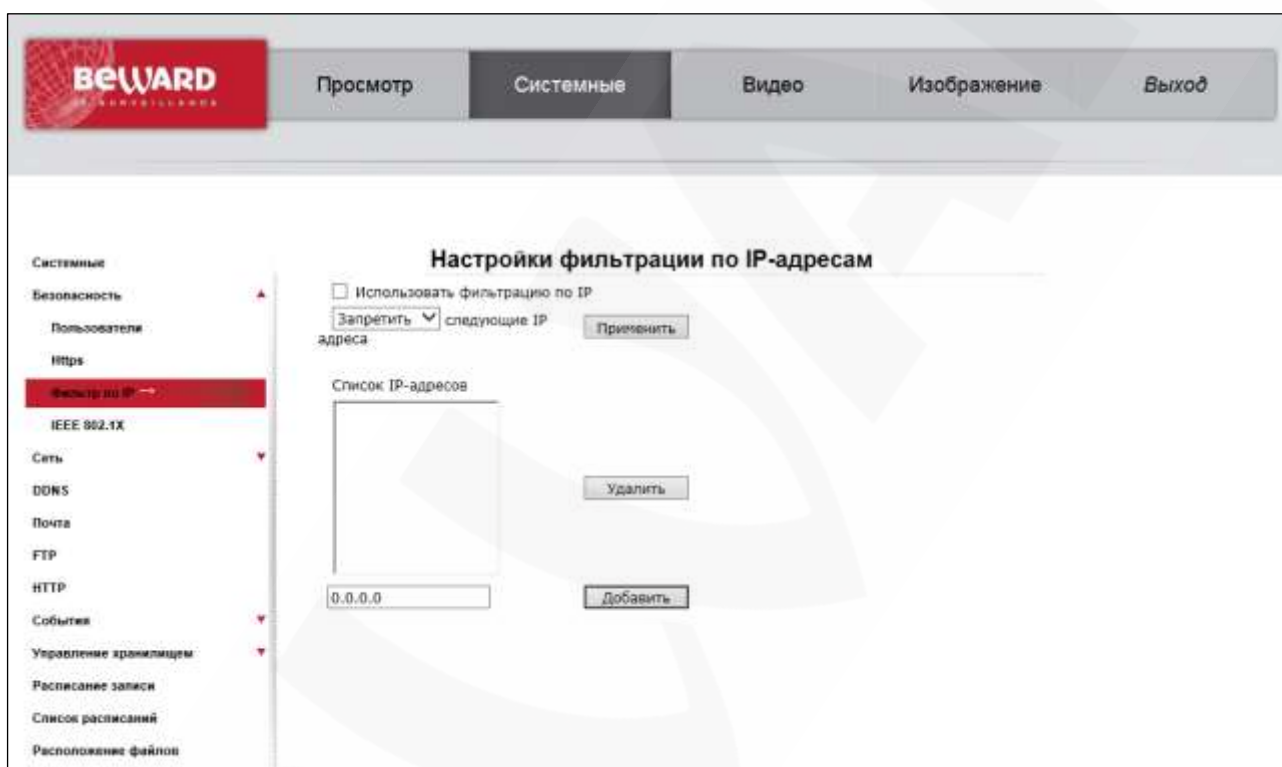 BEWARD
Просмотр
Системные
Видео
Изображение
Выход
Настройки фильтрации по IP-адресам
Системные
Безопасность
Пользователи
Https
Фильтр по IP →
IEEE 802.1X
Сеть
DDNS
Почта
FTP
HTTP
События
Управление хранилищем
Расписание записи
Список расписаний
Расположение файлов
Использовать фильтрацию по IP
Запретить следующие IP
адреса
Применить
Список IP-адресов
Удалить
0.0.0.0
Добавить